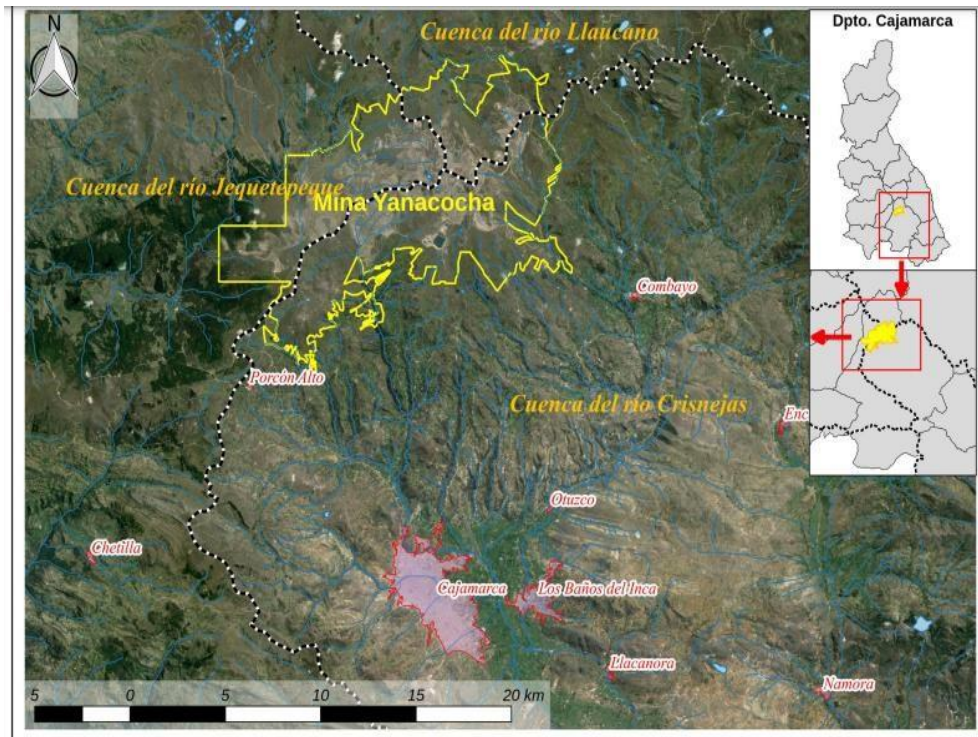 N
Cuenca del río Llaucano
Dpto. Cajamarca
Cuenca del río Jequetepeque
Mina Yanacocha
Combayo
Porcón Alto
Cuenca del río Crisnejas
Enc
Otuzco
Chetilla
Cajamarca
Los Baños del Inca
Llacanora
Namora
5 0 5 10 15 20 km